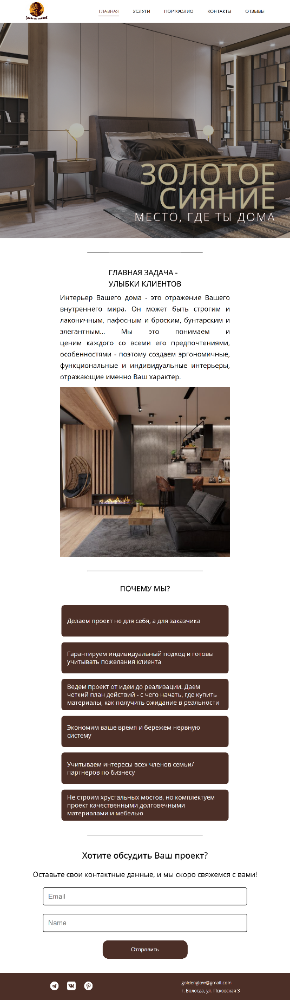 ЗОЛОТОЕ СИЯНИЕ
ГЛАВНАЯ УСЛУГИ ПОРТФОЛИО КОНТАКТЫ ОТЗЫВЫ
ЗОЛОТОЕ
СИЯНИЕ
МЕСТО, ГДЕ ТЫ ДОМА
ГЛАВНАЯ ЗАДАЧА -
УЛЫБКИ КЛИЕНТОВ
Интерьер Вашего дома - это отражение Вашего
внутреннего мира. Он может быть строгим и
лаконичным, пафосным и броским, бунтарским и
элегантным... Мы это понимаем и
ценим каждого со всеми его предпочтениями,
особенностями - поэтому создаем эргономичные,
функциональные и индивидуальные интерьеры,
отражающие именно Ваш характер.
ПОЧЕМУ МЫ?
Делаем проект не для себя, а для заказчика
Гарантируем индивидуальный подход и готовы
учитывать пожелания клиента
Ведем проект от идеи до реализации. Даем
четкий план действий - с чего начать, где купить
материалы, как получить ожидание в реальности
Экономим ваше время и бережем нервную
систему
Учитываем интересы всех членов семьи/
партнеров по бизнесу
Не строим хрустальных мостов, но комплектуем
проект качественными долговечными
материалами и мебелью
Хотите обсудить Ваш проект?
Оставьте свои контактные данные, и мы скоро свяжемся с вами!
Email
Name
Отправить
goldenglow@gmail.com
г. Вологда, ул. Псковская 3